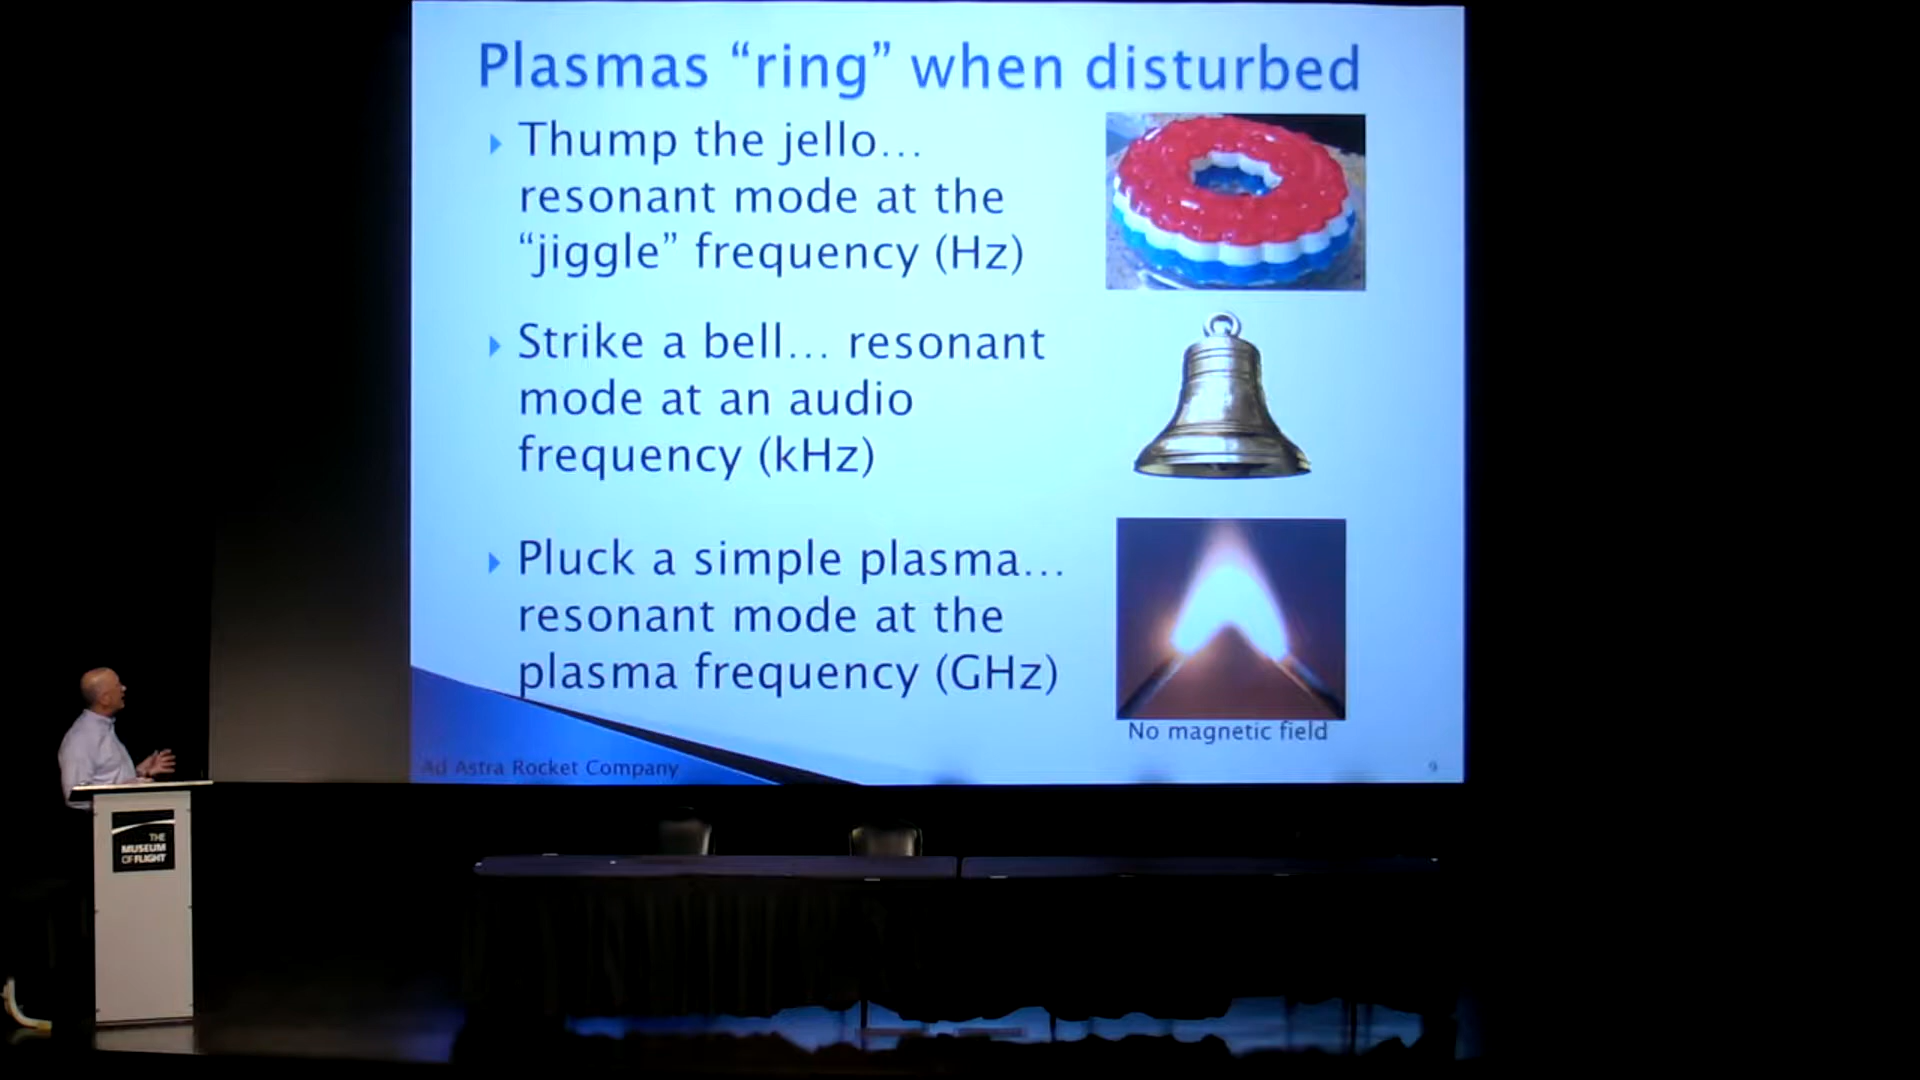 Plasmas “ring” when disturbed
Thump the jello…
resonant mode at the
“jiggle” frequency (Hz)
Strike a bell… resonant
mode at an audio
frequency (kHz)
Pluck a simple plasma…
resonant mode at the
plasma frequency (GHz)
No magnetic field
Ad Astra Rocket Company
9
THE
MUSEUM
OF FLIGHT